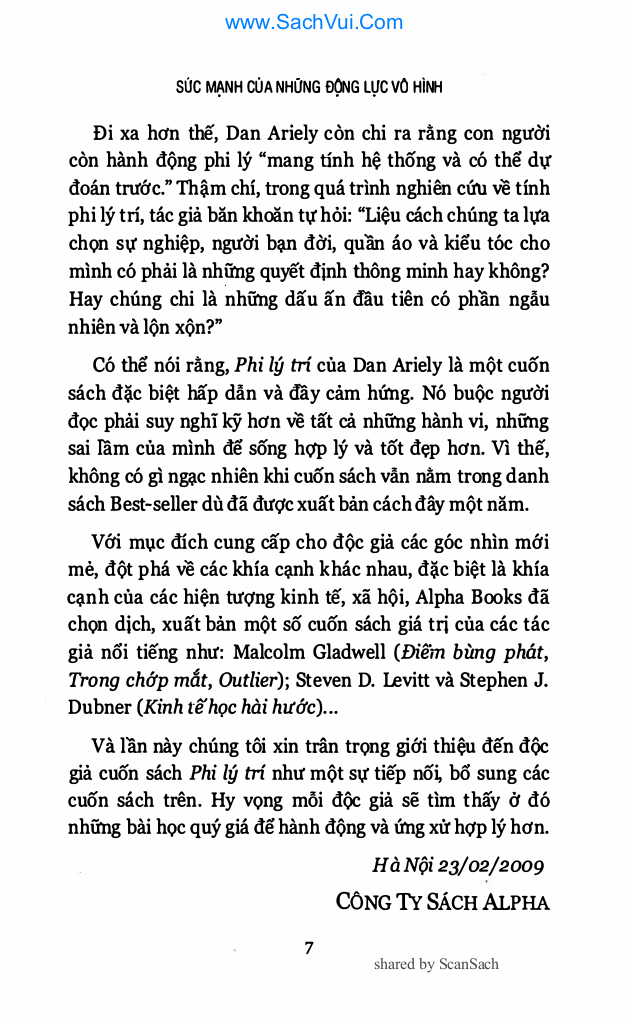 www.SachVui.Com
SỨC MẠNH CỦA NHỮNG ĐỘNG LỰC VÔ HÌNH
Đi xa hơn thế, Dan Ariely còn chỉ ra rằng con người
còn hành động phi lý “mang tính hệ thống và có thể dự
đoán trước.” Thậm chí, trong quá trình nghiên cứu về tính
phi lý trí, tác giả băn khoăn tự hỏi: “Liệu cách chúng ta lựa
chọn sự nghiệp, người bạn đời, quần áo và kiểu tóc cho
mình có phải là những quyết định thông minh hay không?
Hay chúng chỉ là những dấu ấn đầu tiên có phần ngẫu
nhiên và lộn xộn?”
Có thể nói rằng, Phi lý trí của Dan Ariely là một cuốn
sách đặc biệt hấp dẫn và đầy cảm hứng. Nó buộc người
đọc phải suy nghĩ kỹ hơn về tất cả những hành vi, những
sai lầm của mình để sống hợp lý và tốt đẹp hơn. Vì thế,
không có gì ngạc nhiên khi cuốn sách vẫn nằm trong danh
sách Best-seller dù đã được xuất bản cách đây một năm.
Với mục đích cung cấp cho độc giả các góc nhìn mới
mẻ, đột phá về các khía cạnh khác nhau, đặc biệt là khía
cạnh của các hiện tượng kinh tế, xã hội, Alpha Books đã
chọn dịch, xuất bản một số cuốn sách giá trị của các tác
giả nổi tiếng như: Malcolm Gladwell (Điểm bùng phát,
Trong chớp mắt, Outlier); Steven D. Levitt và Stephen J.
Dubner (Kinh tế học hài hước)...
Và lần này chúng tôi xin trân trọng giới thiệu đến độc
giả cuốn sách Phi lý trí như một sự tiếp nối, bổ sung các
cuốn sách trên. Hy vọng mỗi độc giả sẽ tìm thấy ở đó
những bài học quý giá để hành động và ứng xử hợp lý hơn.
Hà Nội 23/02/2009
CÔNG TY SÁCH ALPHA
7
shared by ScanSach